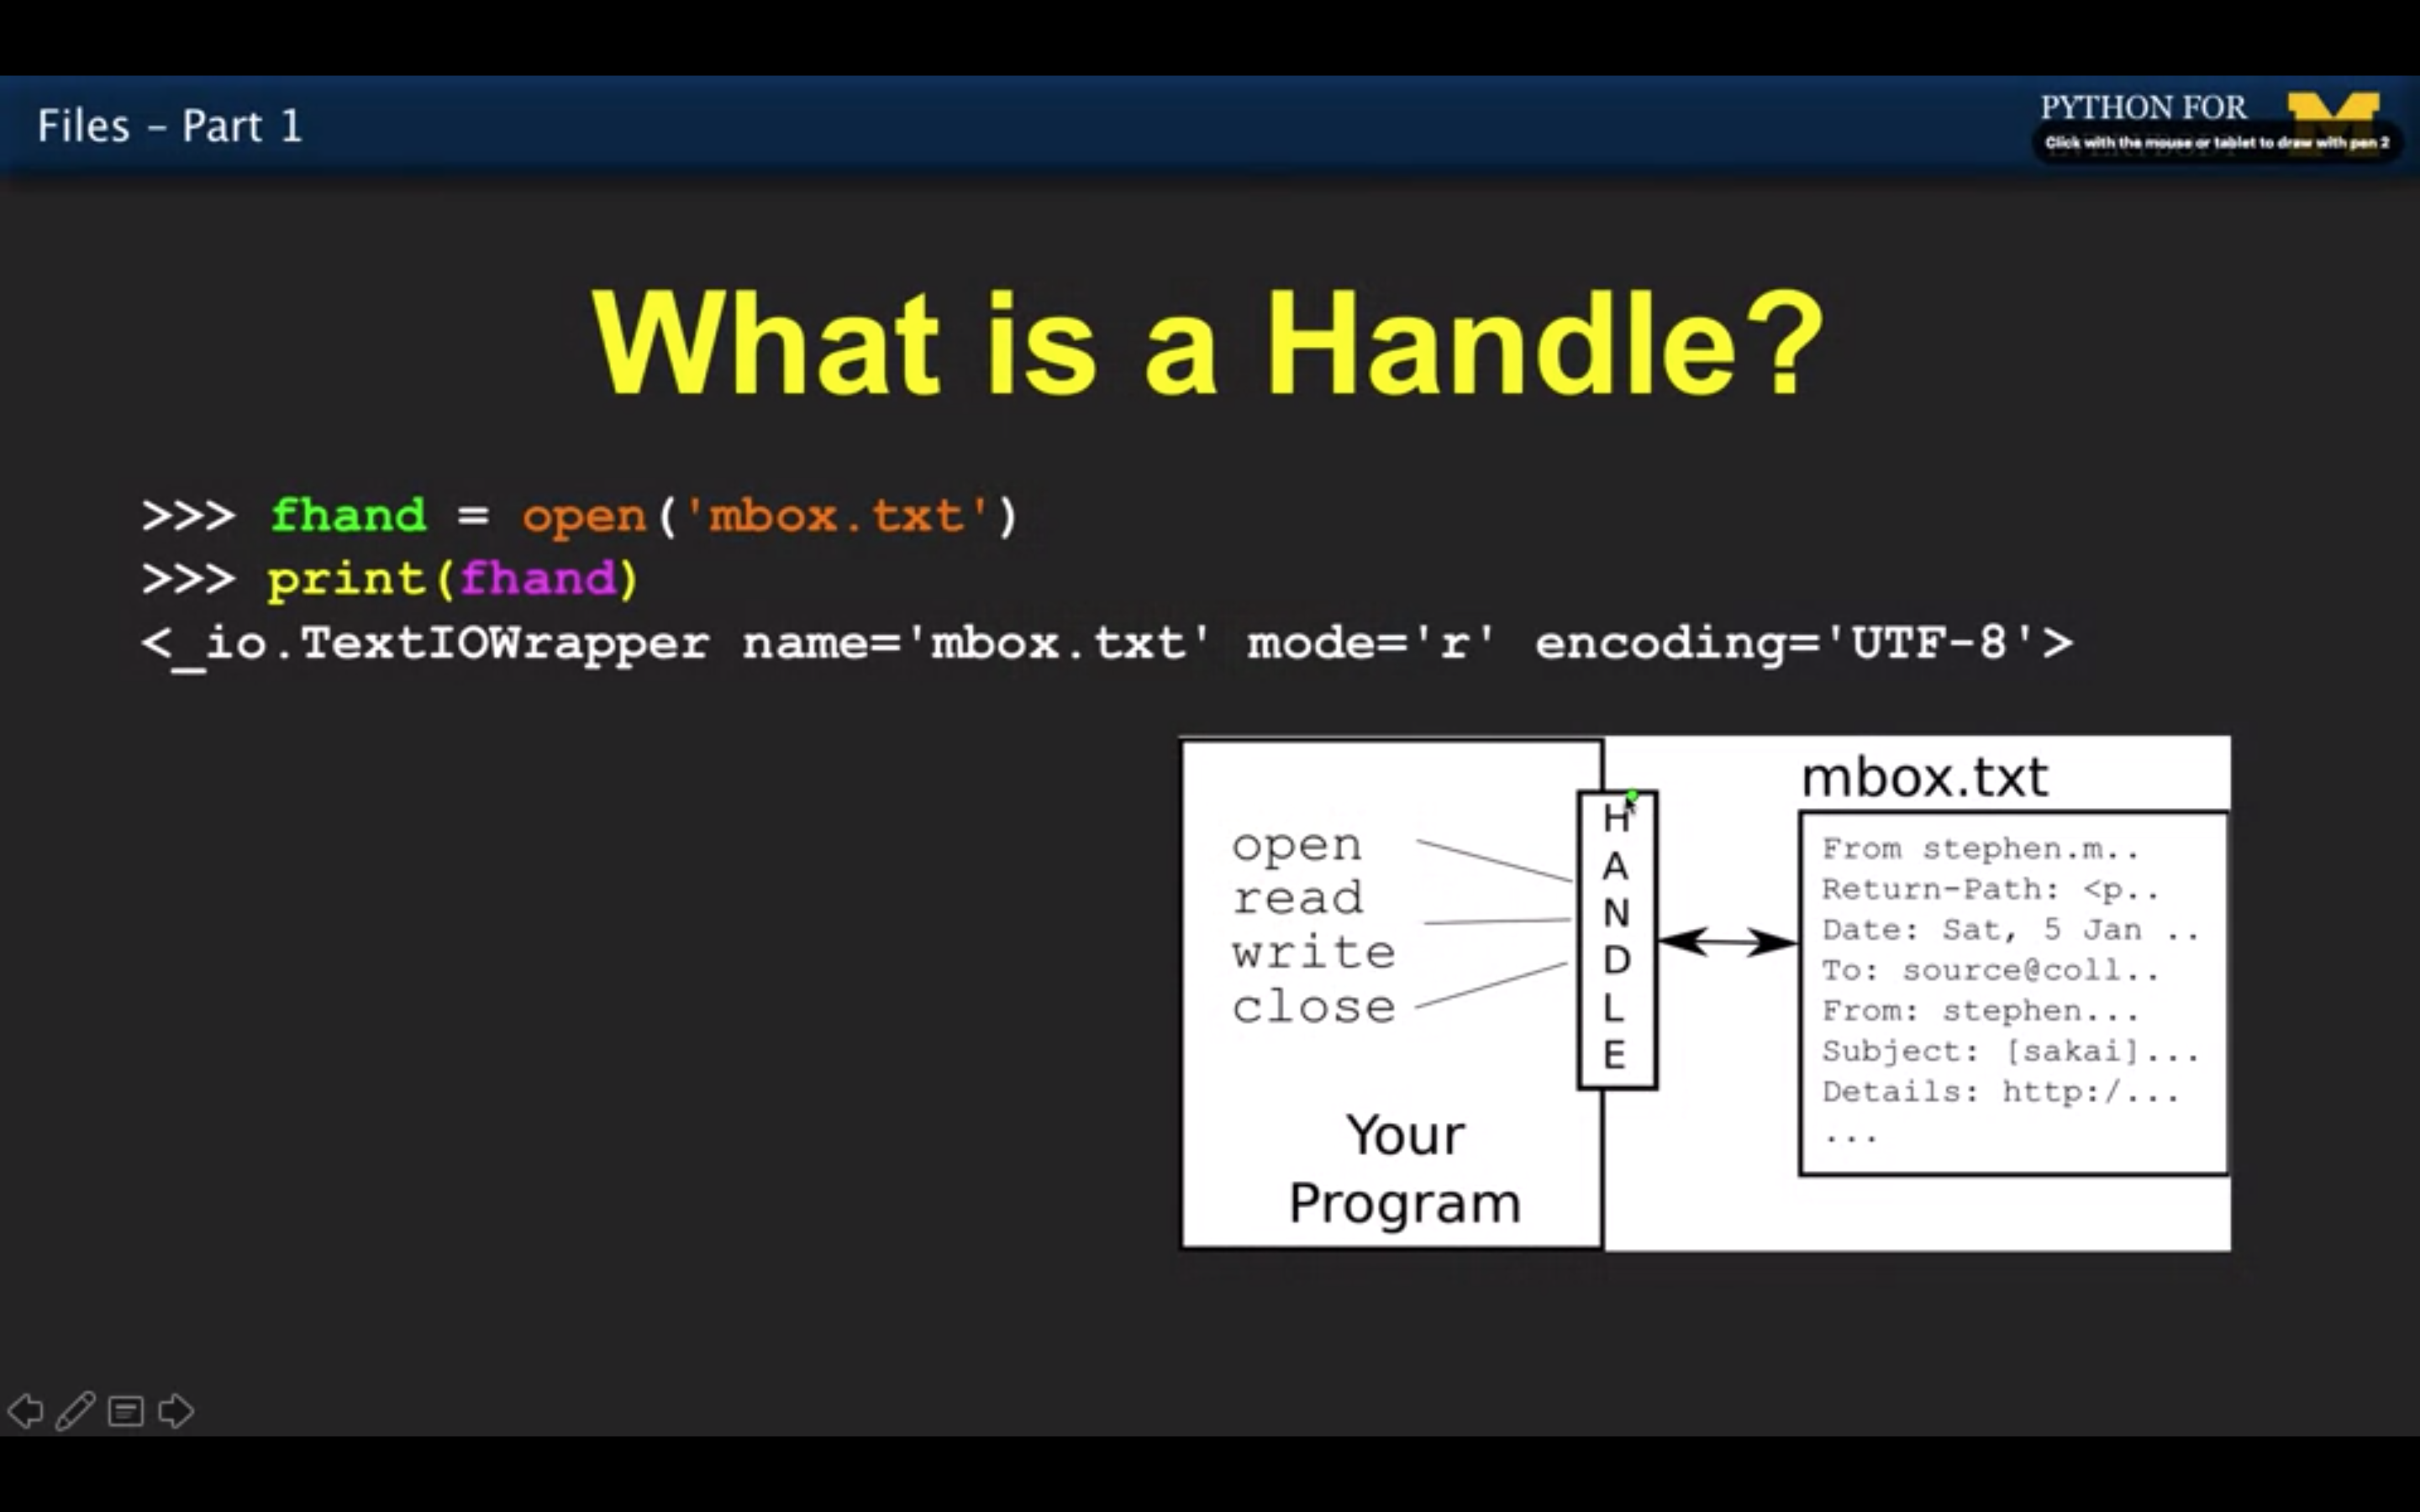 Files – Part 1
PYTHON FOR
Click with the mouse or tablet to draw with pen 2
What is a Handle?
>>> fhand = open('mbox.txt')
>>> print(fhand)
<_io.TextIOWrapper name='mbox.txt' mode='r' encoding='UTF-8'>
open
read
write
close
Your
Program
HANDLE
mbox.txt
From stephen.m..
Return-Path: <p..
Date: Sat, 5 Jan ..
To: source@coll..
From: stephen...
Subject: [sakai]...
Details: http:/...
...